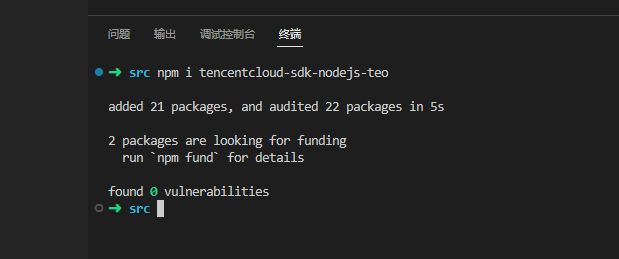 问题 输出 调试控制台 终端
➜ src npm i tencentcloud-sdk-nodejs-teo
added 21 packages, and audited 22 packages in 5s
2 packages are looking for funding
run `npm fund` for details
found 0 vulnerabilities
➜ src